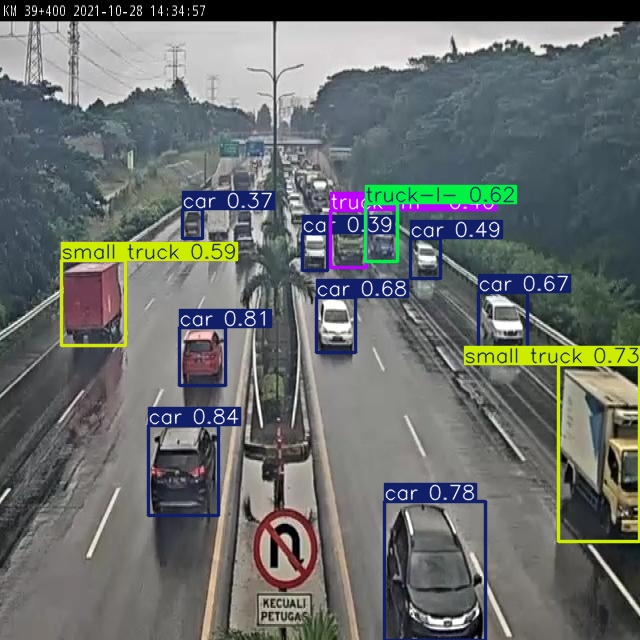 KM 39+400 2021-10-28 14:34:57
car 0.37
truck-l- 0.62
car 0.39
car 0.49
small truck 0.59
car 0.67
car 0.68
car 0.81
small truck 0.73
car 0.84
car 0.78
KECUALI
PETUGAS